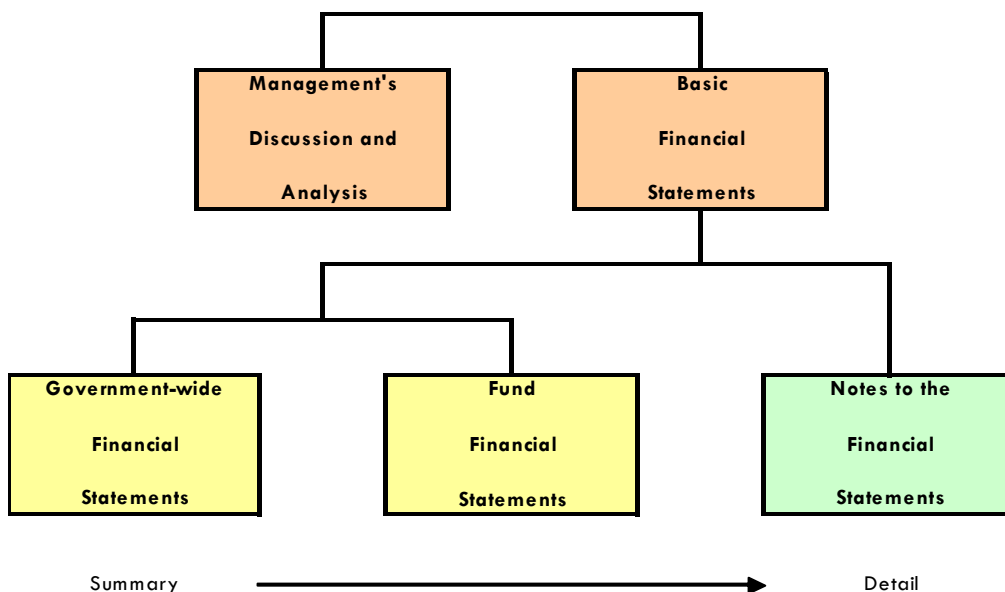 Management's
Discussion and
Analysis
Basic
Financial
Statements
Government-wide
Financial
Statements
Fund
Financial
Statements
Notes to the
Financial
Statements
Summary
Detail